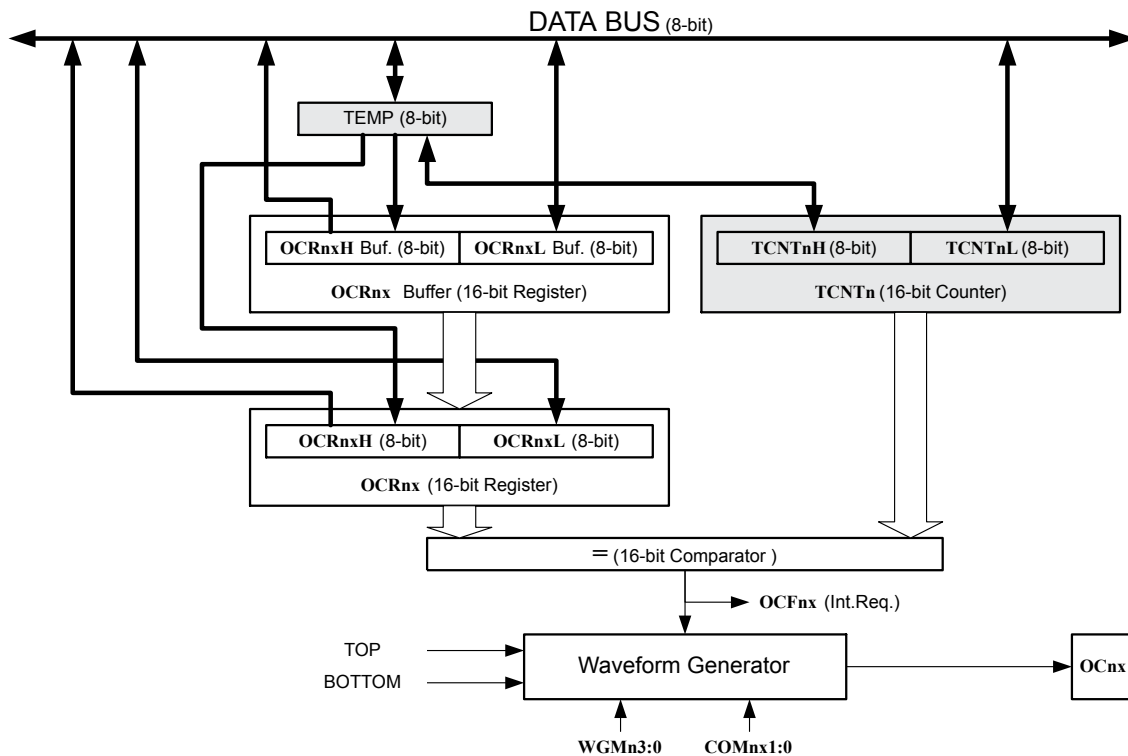 DATA BUS (8-bit)
TEMP (8-bit)
OCRnxH Buf. (8-bit)
OCRnxL Buf. (8-bit)
OCRnx Buffer (16-bit Register)
TCNTnH (8-bit)
TCNTnL (8-bit)
TCNTn (16-bit Counter)
OCRnxH (8-bit)
OCRnxL (8-bit)
OCRnx (16-bit Register)
= (16-bit Comparator )
OCFnx (Int.Req.)
TOP
BOTTOM
Waveform Generator
OCnx
WGMn3:0
COMnx1:0